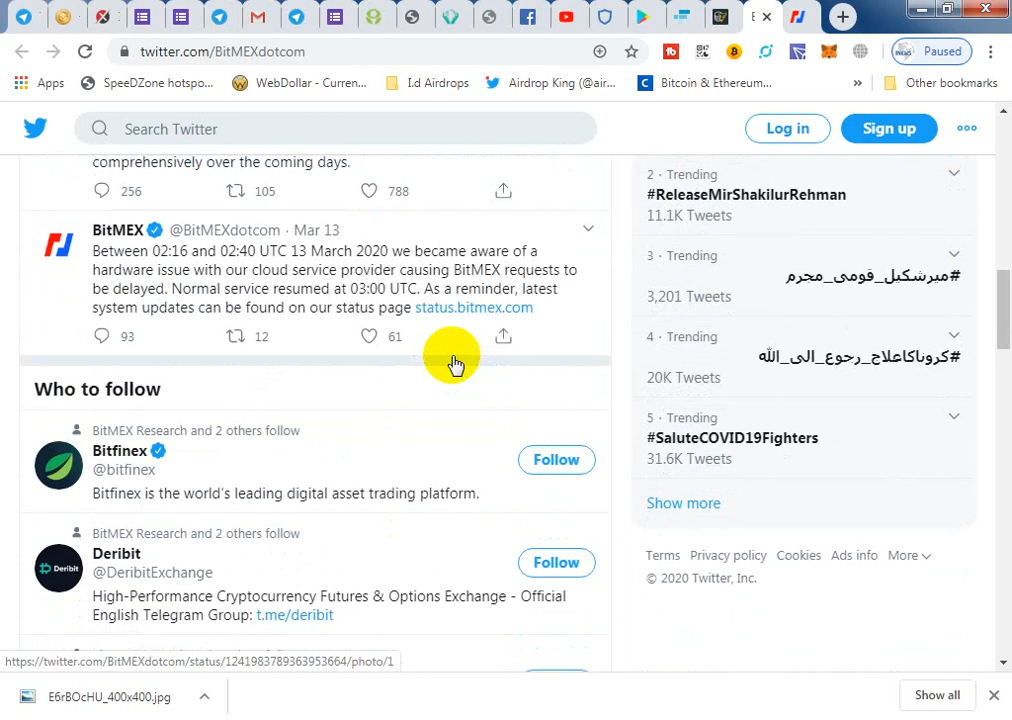 E
Paused
twitter.com/BitMEXdotcom
Apps
SpeeDZone hotspo...
WebDollar - Curren...
I.d Airdrops
Airdrop King (@air...
Bitcoin & Ethereum...
»
Other bookmarks
Search Twitter
Log in
Sign up
comprehensively over the coming days.
256
105
788
BitMEX @BitMEXdotcom · Mar 13
Between 02:16 and 02:40 UTC 13 March 2020 we became aware of a
hardware issue with our cloud service provider causing BitMEX requests to
be delayed. Normal service resumed at 03:00 UTC. As a reminder, latest
system updates can be found on our status page status.bitmex.com
93
12
61
Who to follow
BitMEX Research and 2 others follow
Bitfinex
@bitfinex
Follow
Bitfinex is the world's leading digital asset trading platform.
BitMEX Research and 2 others follow
Deribit
Deribit
@DeribitExchange
Follow
High-Performance Cryptocurrency Futures & Options Exchange - Official
English Telegram Group: t.me/deribit
2 · Trending
#ReleaseMirShakilurRehman
11.1K Tweets
3 · Trending
#میرشکیل_قومی_مجرم
3,201 Tweets
4 · Trending
#کروناکاعلاج_رجوع_الی_الله
20K Tweets
5 · Trending
#SaluteCOVID19Fighters
31.6K Tweets
Show more
Terms Privacy policy Cookies Ads info More
© 2020 Twitter, Inc.
https://twitter.com/BitMEXdotcom/status/1241983789363953664/photo/1
E6rBOcHU_400x400.jpg
Show all